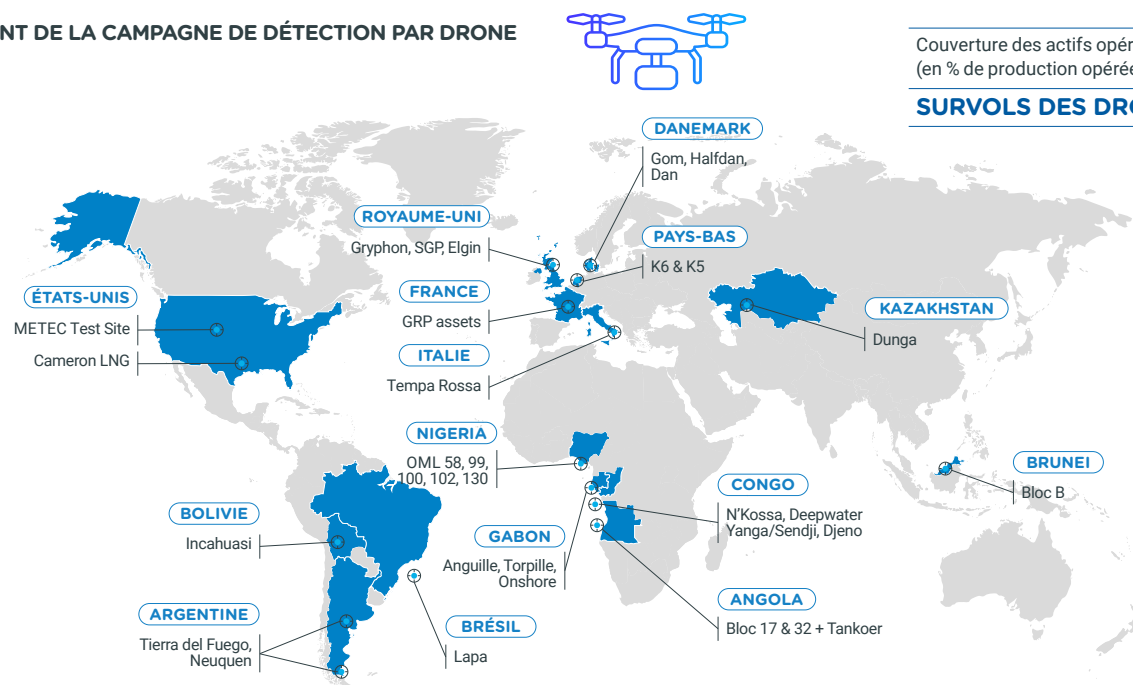 NT DE LA CAMPAGNE DE DÉTECTION PAR DRONE
Couverture des actifs opér
(en % de production opérée
SURVOLS DES DRO
DANEMARK
Gom, Halfdan,
Dan
ROYAUME-UNI
Gryphon, SGP, Elgin
PAYS-BAS
K6 & K5
ÉTATS-UNIS
METEC Test Site
Cameron LNG
FRANCE
GRP assets
KAZAKHSTAN
Dunga
ITALIE
Tempa Rossa
NIGERIA
OML 58, 99,
100, 102, 130
BRUNEI
Bloc B
CONGO
N'Kossa, Deepwater
Yanga/Sendji, Djeno
BOLIVIE
Incahuasi
GABON
Anguille, Torpille,
Onshore
ANGOLA
Bloc 17 & 32 + Tankoer
ARGENTINE
Tierra del Fuego,
Neuquen
BRÉSIL
Lapa